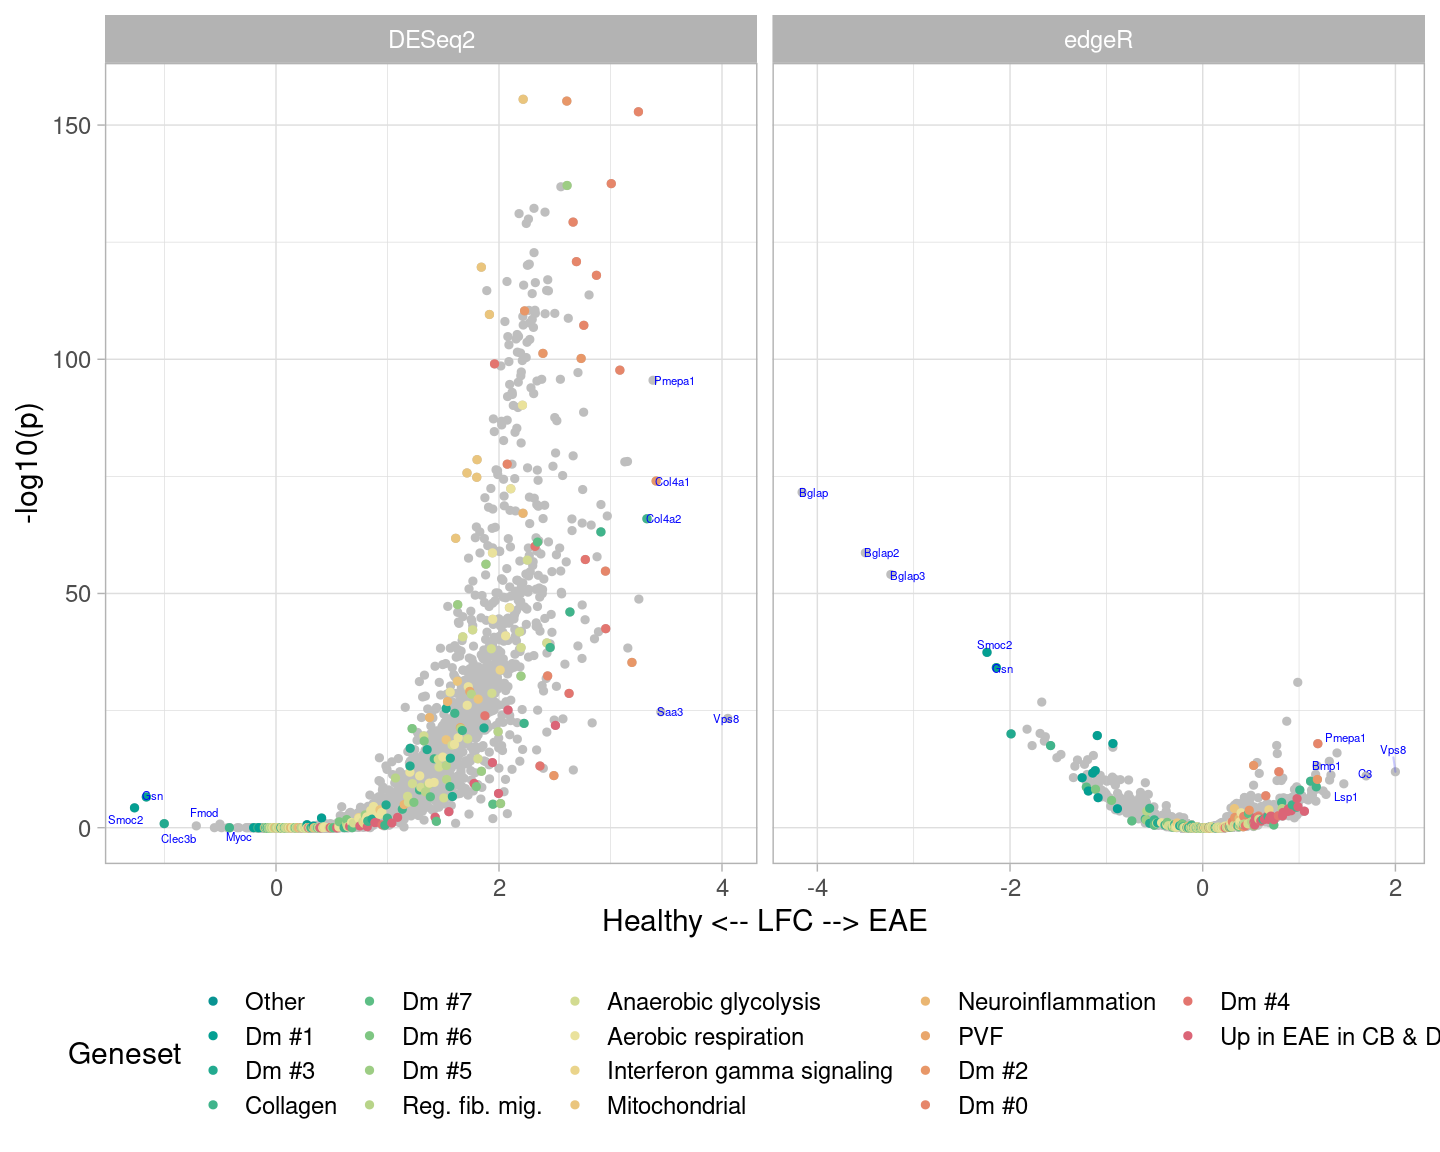 DESeq2
edgeR
150
100
50
0
-log10(p)
Pmepa1
Col4a1
Col4a2
Saa3
Vps8
Gsn
Smoc2
Fmod
Clec3b
Myoc
Bglap
Bglap2
Bglap3
Smoc2
Gsn
Pmepa1
Vps8
Bmp1
C3
Lsp1
0
2
4
-4
-2
0
2
Healthy <-- LFC --> EAE
Geneset
Other
Dm #1
Dm #3
Collagen
Dm #7
Dm #6
Dm #5
Reg. fib. mig.
Anaerobic glycolysis
Aerobic respiration
Interferon gamma signaling
Mitochondrial
Neuroinflammation
PVF
Dm #2
Dm #0
Dm #4
Up in EAE in CB & D